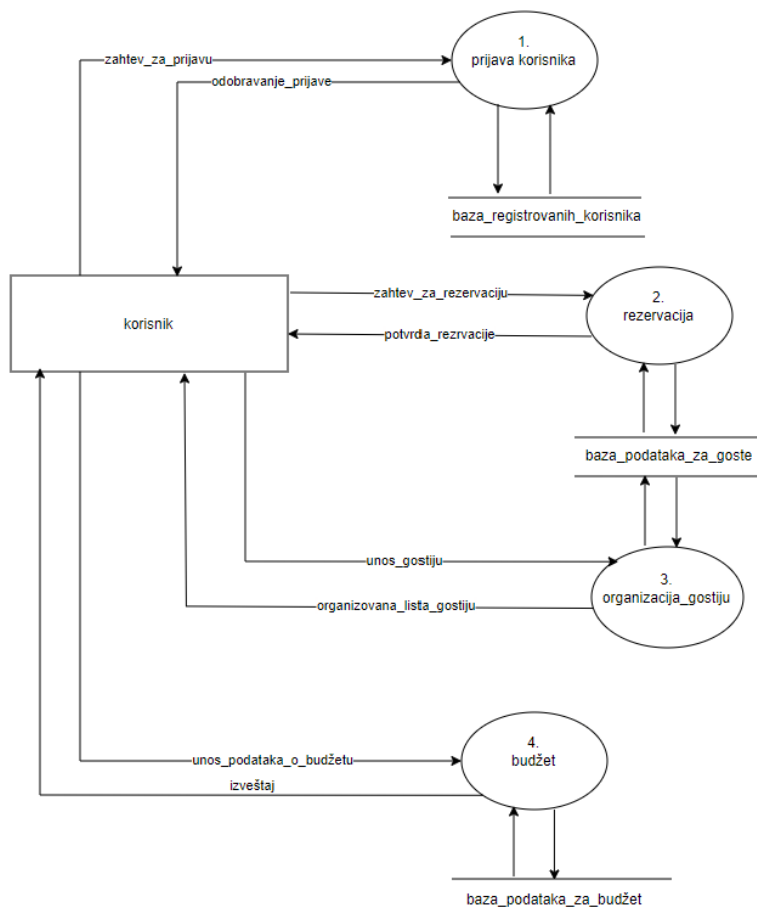 1.
prijava korisnika
zahtev_za_prijavu
odobravanje_prijave
baza_registrovanih_korisnika
korisnik
zahtev_za_rezervaciju
2.
rezervacija
potvrdla_rezrvacije
baza_podataka_za_goste
unos_gostiju
3.
organizacija_gostiju
organizovana_lista_gostiju
4.
budžet
unos_podataka_o_budžetu
izveštaj
baza_podataka_za_budžet